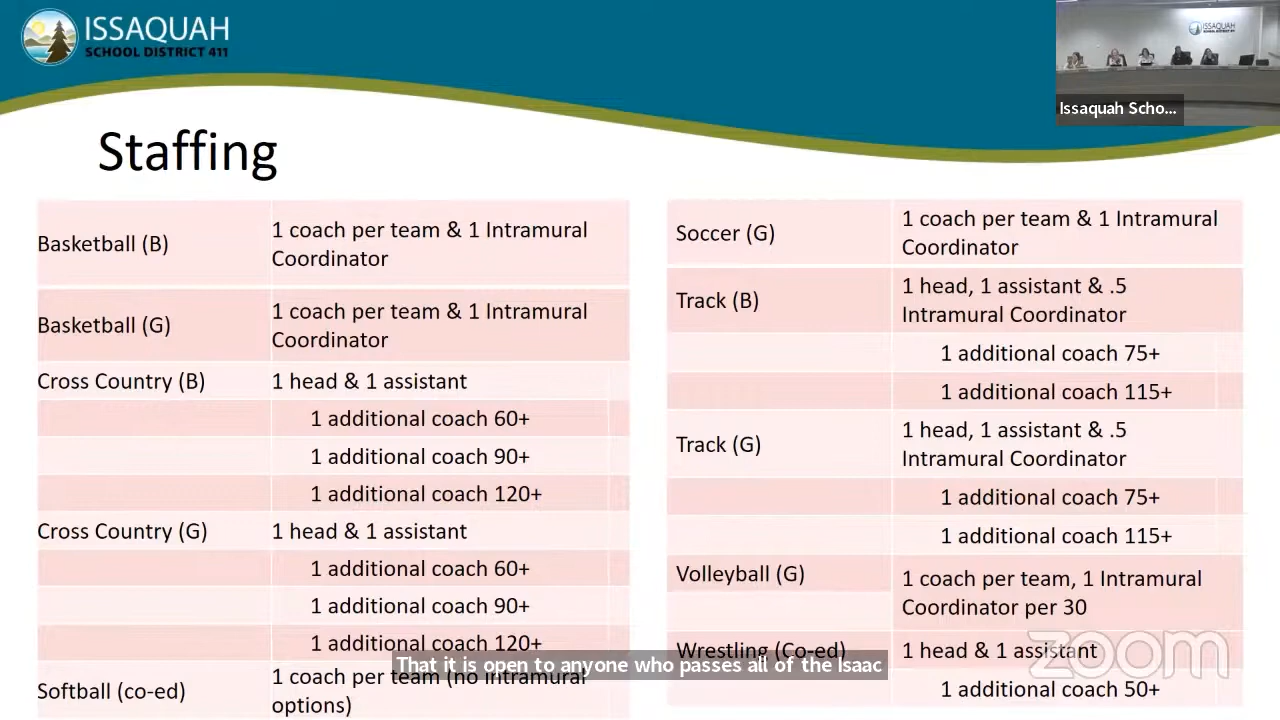 ISSAQUAH
SCHOOL DISTRICT 411
ISSAQUAH
Issaquah Scho...
Staffing
Basketball (B)
1 coach per team & 1 Intramural
Coordinator
Basketball (G)
1 coach per team & 1 Intramural
Coordinator
Cross Country (B)
1 head & 1 assistant
1 additional coach 60+
1 additional coach 90+
1 additional coach 120+
Cross Country (G)
1 head & 1 assistant
1 additional coach 60+
1 additional coach 90+
1 additional coach 120+
Softball (co-ed)
1 coach per team (no intramural
options)
Soccer (G)
1 coach per team & 1 Intramural
Coordinator
Track (B)
1 head, 1 assistant & .5
Intramural Coordinator
1 additional coach 75+
1 additional coach 115+
Track (G)
1 head, 1 assistant & .5
Intramural Coordinator
1 additional coach 75+
1 additional coach 115+
Volleyball (G)
1 coach per team, 1 Intramural
Coordinator per 30
Wrestling (Co-ed)
1 head & 1 assistant
1 additional coach 50+
That it is open to anyone who passes all of the Isaac
zoom